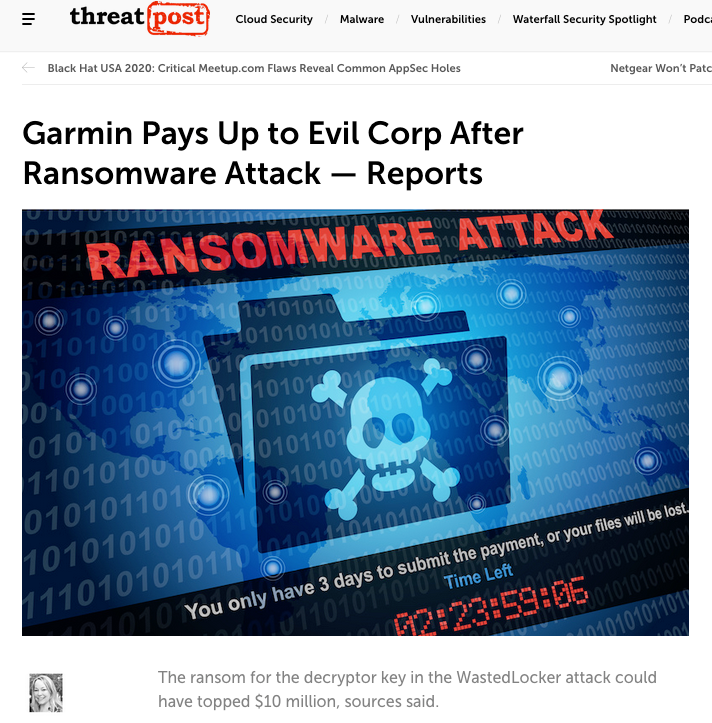 threatpost
Cloud Security / Malware / Vulnerabilities / Waterfall Security Spotlight / Podca
Black Hat USA 2020: Critical Meetup.com Flaws Reveal Common AppSec Holes
Netgear Won't Patc
Garmin Pays Up to Evil Corp After
Ransomware Attack — Reports
RANSOMWARE ATTACK
You only have 3 days to submit the payment, or your files will be lost.
Time Left
02:23:59:06
The ransom for the decryptor key in the WastedLocker attack could
have topped $10 million, sources said.